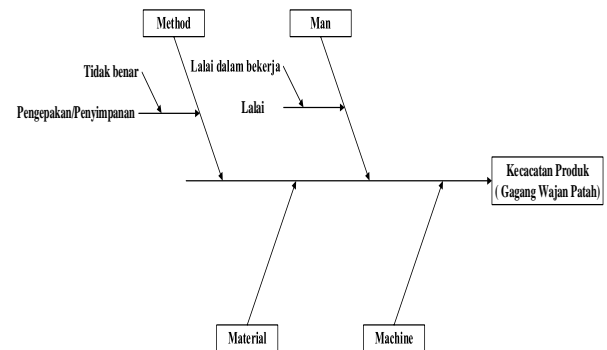 Method
Man
Tidak benar
Lalai dalam bekerja
Pengepakan/Penyimpanan
Lalai
Kecacatan Produk
( Gagang Wajan Patah)
Material
Machine